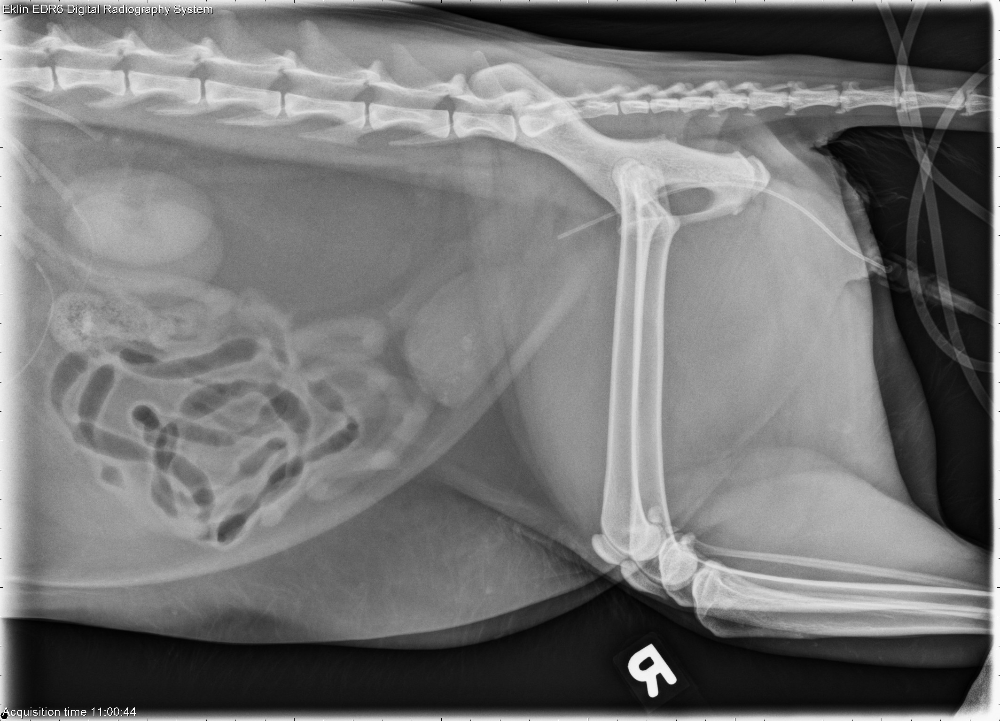 Eklin EDR6 Digital Radiography System
R
Acquisition time 11:00:44